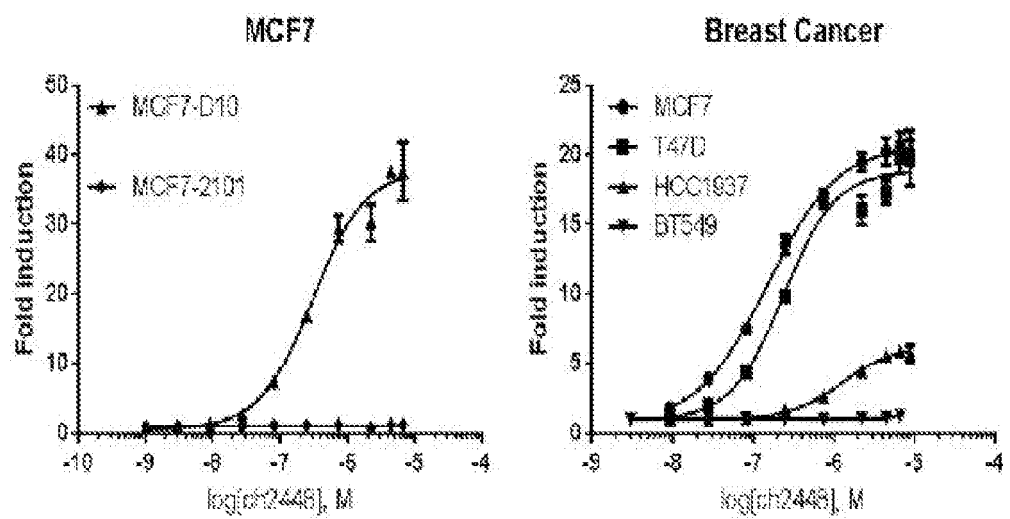 MCF7
50
40
30
20
10
0
MCF7-D10
MCF7-2101
Fold induction
-10 -9 -8 -7 -6 -5 -4
log[ch2448], M
Breast Cancer
25
20
15
10
5
0
MCF7
T47D
HCC1937
BT549
Fold induction
-9 -8 -7 -6 -5 -4
log[ch2448], M